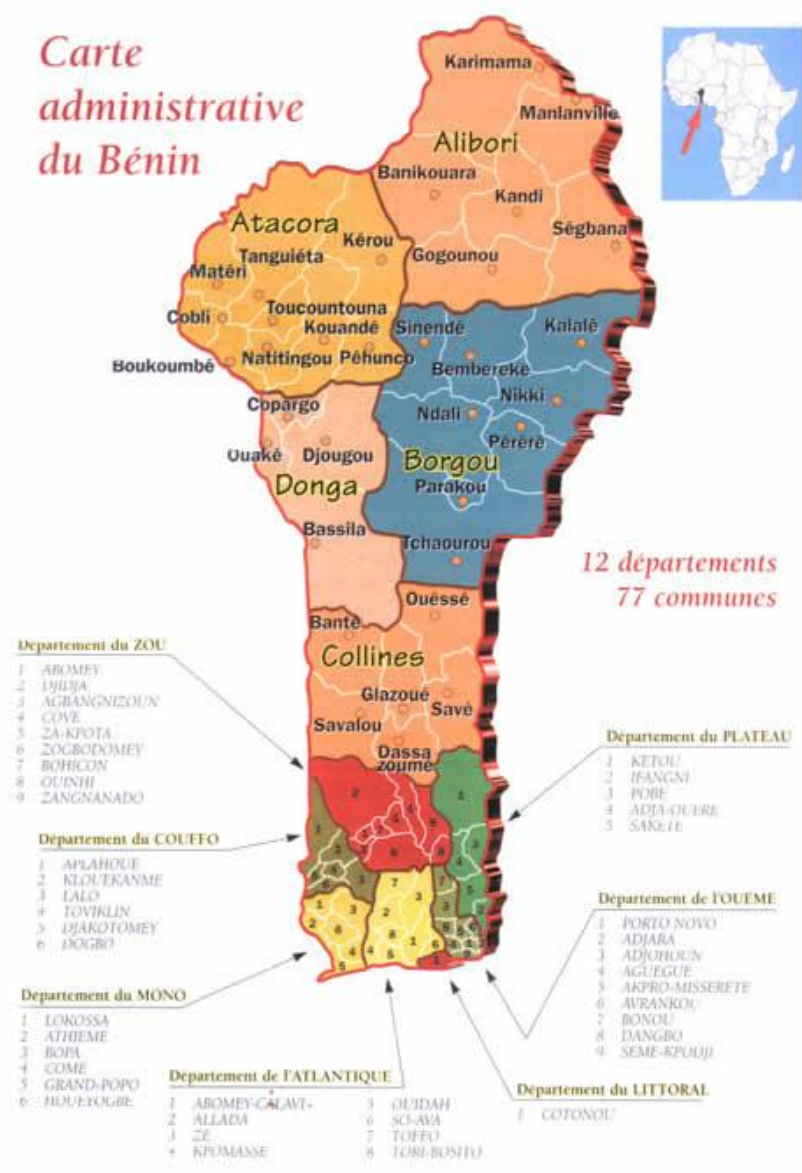 Carte
administrative
du Bénin
Karimama
Manlanville
Alibori
Banikouara
Kandi
Ségbana
Gogounou
Atacora
Kérou
Tanguiéta
Matéri
Toucountouna
Cobli
Kouandé
Boukoumbé
Natitingou
Péhunco
Sinendé
Kalalé
Bembereke
Nikki
Ndali
Péréré
Borgou
Parakou
Tchaourou
Copargo
Ouaké
Djougou
Donga
Bassila
12 départements
77 communes
Ouéssé
Bantè
Collines
Glazoué
Savè
Savalou
Dassa
zoumé
Département du ZOU
1 ABOMEY
2 DJIDJA
3 AGBANGNIZOUN
4 COVE
5 ZA-KPOTA
6 ZOGBODOMEY
7 BOHICON
8 OUINHI
9 ZANGNANADO
Département du COUFFO
1 APLAHOUE
2 KLOUEKANME
3 LALO
4 TOVIKLIN
5 DJAKOTOMEY
6 DOGBO
Département du MONO
1 LOKOSSA
2 ATHIEME
3 BOPA
4 COME
5 GRAND-POPO
6 HOUEYOGBE
Département de l'ATLANTIQUE
1 ABOMEY-CALAVI
2 ALLADA
3 ZE
4 KPOMASSE
5 OUIDAH
6 SO-AVA
7 TOFFO
8 TORI-BOSITO
Département du LITTORAL
1 COTONOU
Département de l'OUEME
1 PORTO NOVO
2 ADJARA
3 ADJOHOUN
4 AGUEGUE
5 AKPRO-MISSERETE
6 AVRANKOU
7 BONOU
8 DANGBO
9 SEME-KPODJI
Département du PLATEAU
1 KETOU
2 IFANGNI
3 POBE
4 ADJA-OUERE
5 SAKETE